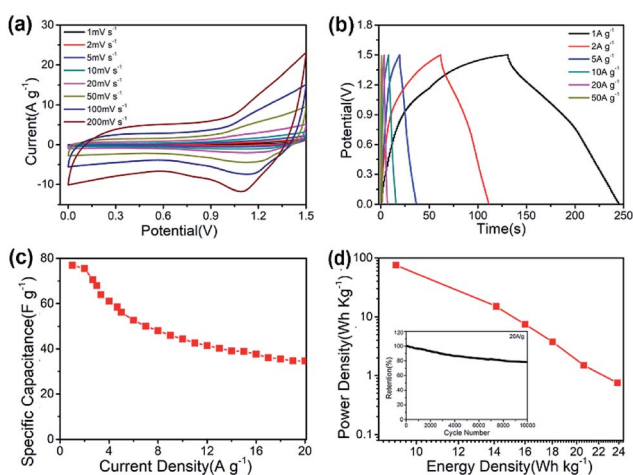 (a)
1mV s⁻¹
2mV s⁻¹
5mV s⁻¹
10mV s⁻¹
20mV s⁻¹
50mV s⁻¹
100mV s⁻¹
200mV s⁻¹
Current(A g⁻¹)
30
20
10
0
-10
0.0 0.3 0.6 0.9 1.2 1.5
Potential(V)
(b)
1A g⁻¹
2A g⁻¹
5A g⁻¹
10A g⁻¹
20A g⁻¹
50A g⁻¹
Potential(V)
1.8
1.5
1.2
0.9
0.6
0.3
0.0
0 50 100 150 200 250
Time(s)
(c)
Specific Capacitance(F g⁻¹)
80
60
40
20
0
0 4 8 12 16 20
Current Density(A g⁻¹)
(d)
Power Density(Wh Kg⁻¹)
100
10
1
0.1
10 12 14 16 18 20 22 24
Energy Density(Wh kg⁻¹)
20A/g
Retention(%)
120
100
80
60
40
20
0
0 2000 4000 6000 8000 10000
Cycle Number